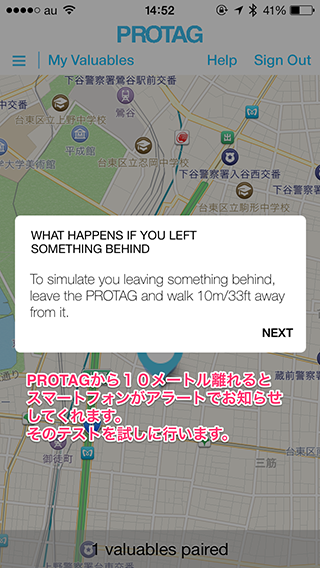 au 14:52 41%
PROTAG
My Valuables Help Sign Out
下谷警察署鶯谷駅前交番
中交番
鶯谷
台東区立上野中学校
平成館
台東区立忍岡中学校
大学美術館
下谷警察署入谷西交番
下谷警察署
台東区立駒形中学校
WHAT HAPPENS IF YOU LEFT
SOMETHING BEHIND
To simulate you leaving something behind,
leave the PROTAG and walk 10m/33ft away
from it.
NEXT
PROTAGから１０メートル離れると
スマートフォンがアラートでお知らせ
してくれます。
そのテストを試しに行います。
蔵前警察署
御徒町
三筋
上野警察署
1 valuables paired